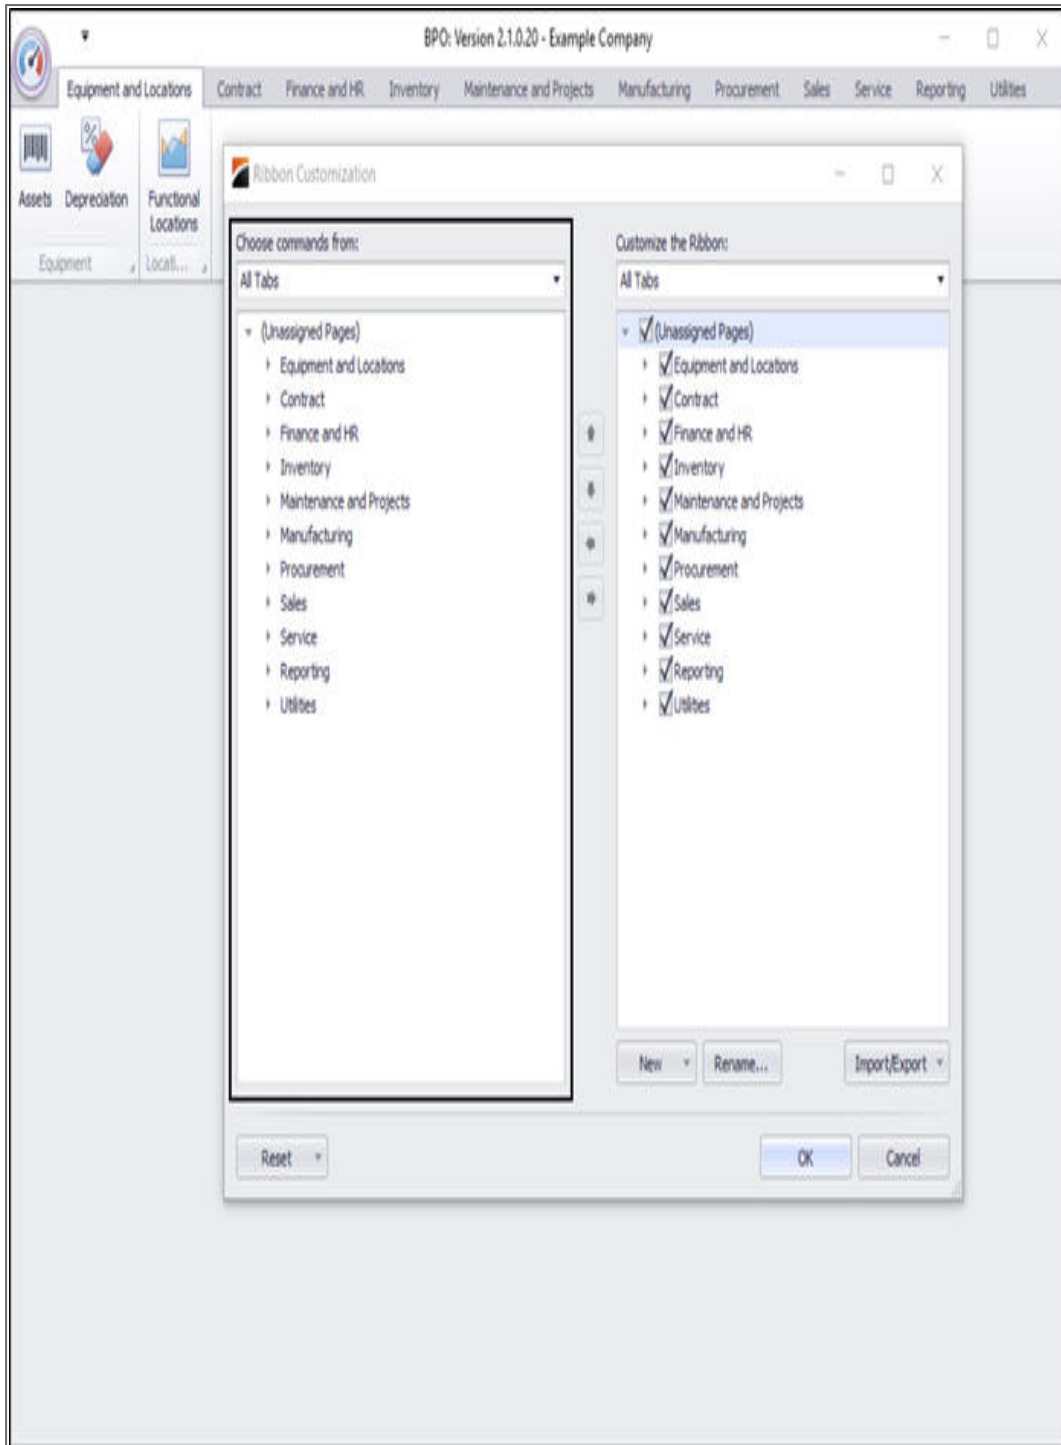 BPO: Version 2.1.0.20 - Example Company
Equipment and Locations Contract Finance and HR Inventory Maintenance and Projects Manufacturing Procurement Sales Service Reporting Utilities
Assets Depreciation Functional
Locations
Equipment Locati...
Ribbon Customization
Choose commands from:
All Tabs
(Unassigned Pages)
Equipment and Locations
Contract
Finance and HR
Inventory
Maintenance and Projects
Manufacturing
Procurement
Sales
Service
Reporting
Utilities
Customize the Ribbon:
All Tabs
(Unassigned Pages)
Equipment and Locations
Contract
Finance and HR
Inventory
Maintenance and Projects
Manufacturing
Procurement
Sales
Service
Reporting
Utilities
New Rename... Import/Export
Reset OK Cancel